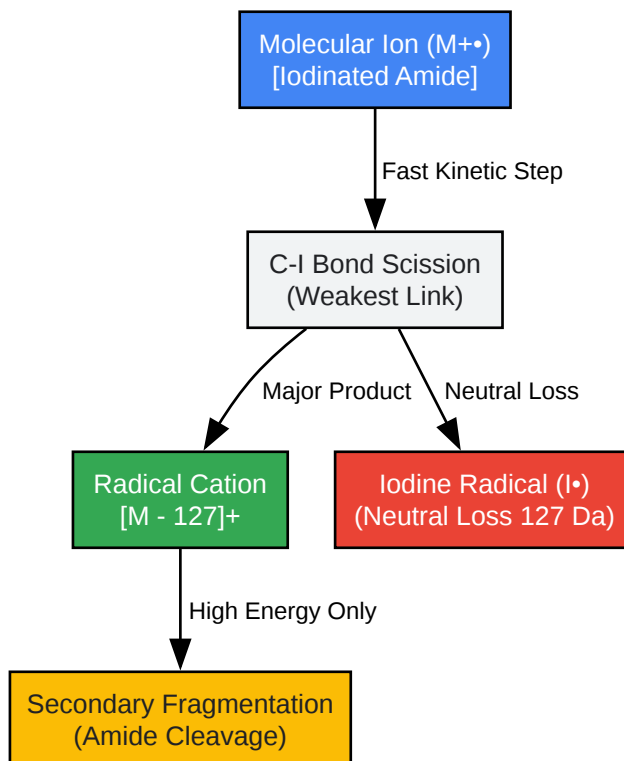 Molecular Ion (M+•)
[Iodinated Amide]
Fast Kinetic Step
C-I Bond Scission
(Weakest Link)
Major Product
Neutral Loss
Radical Cation
[M - 127]+
Iodine Radical (I•)
(Neutral Loss 127 Da)
High Energy Only
Secondary Fragmentation
(Amide Cleavage)